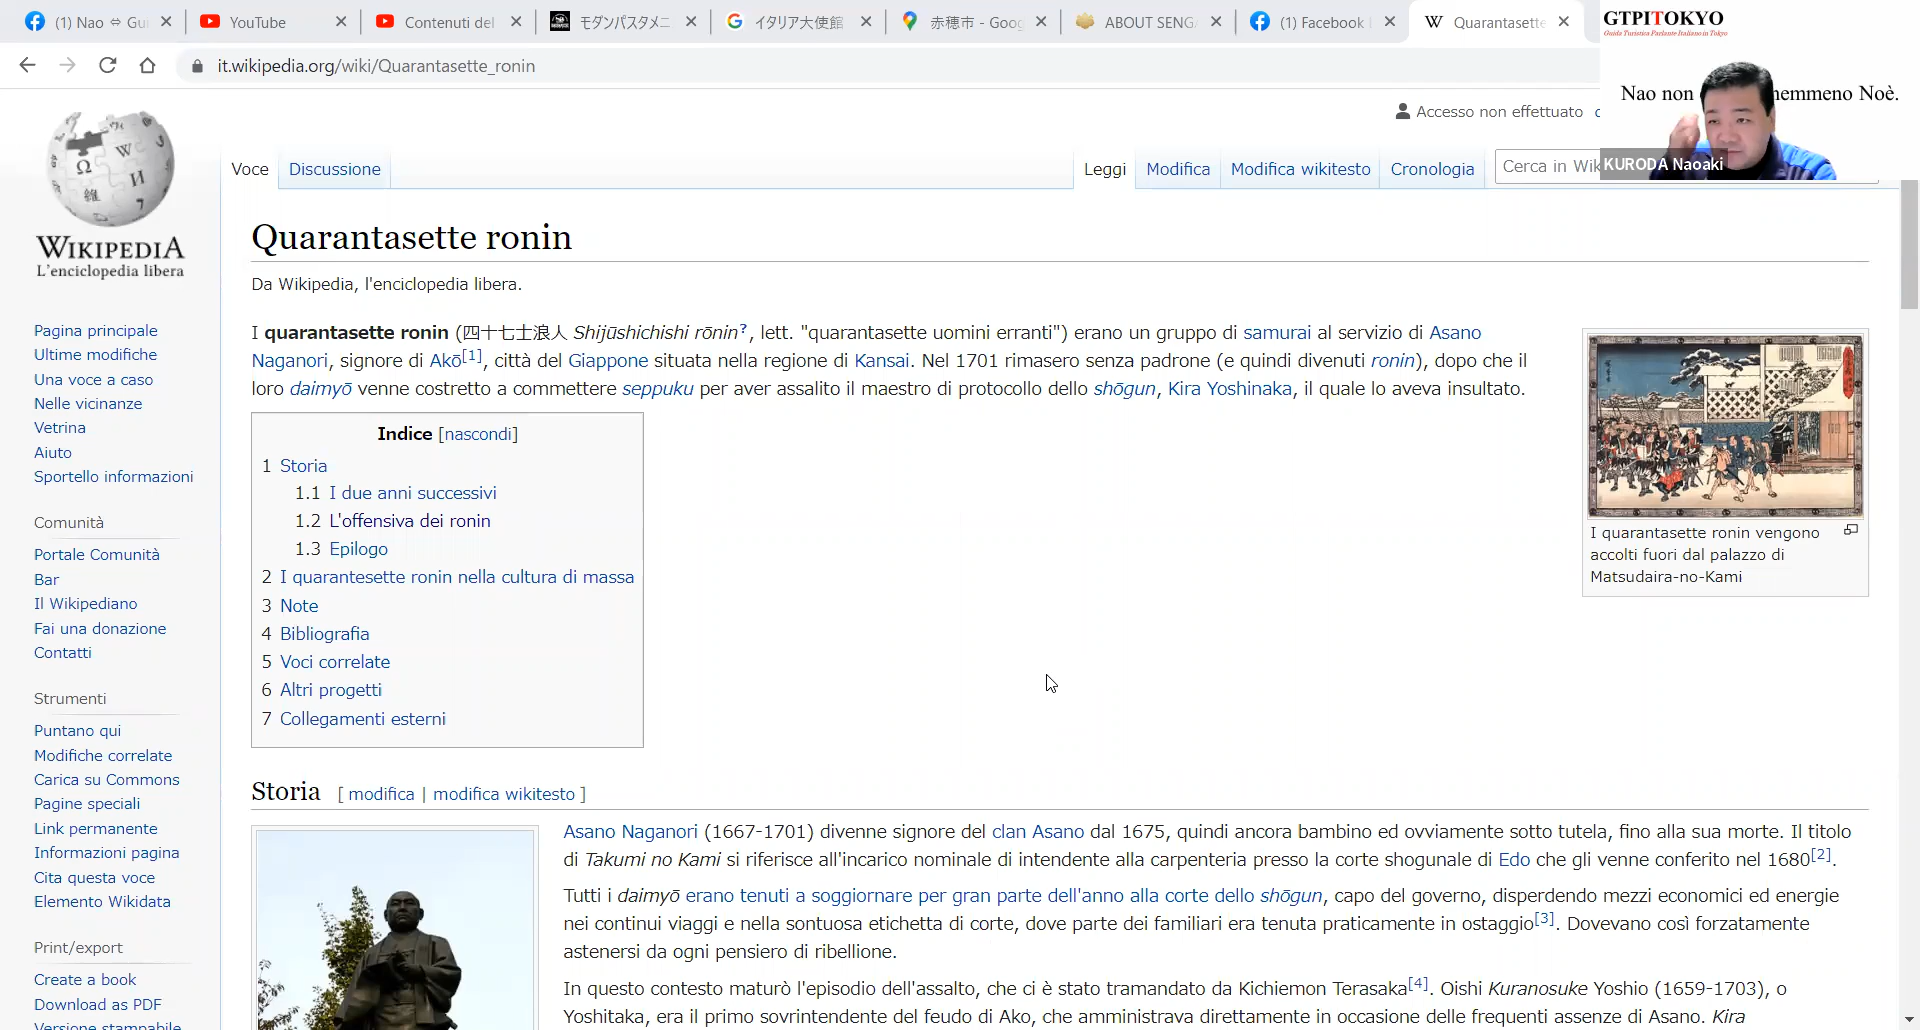 (1) Nao ⇔ Gu
YouTube
Contenuti del
モダンパスタメニ
イタリア大使館
赤穂市 - Goog
ABOUT SENGA
(1) Facebook
Quarantasette
GTPITOKYO
Guida Turistica Parlante Italiano in Tokyo
it.wikipedia.org/wiki/Quarantasette_ronin
Nao non
nemmeno Noè.
KURODA Naoaki
Accesso non effettuato
WIKIPEDIA
L'enciclopedia libera
Voce
Discussione
Leggi
Modifica
Modifica wikitesto
Cronologia
Cerca in Wik
Pagina principale
Ultime modifiche
Una voce a caso
Nelle vicinanze
Vetrina
Aiuto
Sportello informazioni
Comunità
Portale Comunità
Bar
Il Wikipediano
Fai una donazione
Contatti
Strumenti
Puntano qui
Modifiche correlate
Carica su Commons
Pagine speciali
Link permanente
Informazioni pagina
Cita questa voce
Elemento Wikidata
Print/export
Create a book
Download as PDF
Versione stampabile
Quarantasette ronin
Da Wikipedia, l'enciclopedia libera.
I quarantasette ronin (四十七士浪人 Shijūshichishi rōnin?, lett. "quarantasette uomini erranti") erano un gruppo di samurai al servizio di Asano
Naganori, signore di Akō[1], città del Giappone situata nella regione di Kansai. Nel 1701 rimasero senza padrone (e quindi divenuti ronin), dopo che il
loro daimyō venne costretto a commettere seppuku per aver assalito il maestro di protocollo dello shōgun, Kira Yoshinaka, il quale lo aveva insultato.
I quarantasette ronin vengono
accolti fuori dal palazzo di
Matsudaira-no-Kami
Indice [nascondi]
1 Storia
1.1 I due anni successivi
1.2 L'offensiva dei ronin
1.3 Epilogo
2 I quarantesette ronin nella cultura di massa
3 Note
4 Bibliografia
5 Voci correlate
6 Altri progetti
7 Collegamenti esterni
Storia [ modifica | modifica wikitesto ]
Asano Naganori (1667-1701) divenne signore del clan Asano dal 1675, quindi ancora bambino ed ovviamente sotto tutela, fino alla sua morte. Il titolo
di Takumi no Kami si riferisce all'incarico nominale di intendente alla carpenteria presso la corte shogunale di Edo che gli venne conferito nel 1680[2].
Tutti i daimyō erano tenuti a soggiornare per gran parte dell'anno alla corte dello shōgun, capo del governo, disperdendo mezzi economici ed energie
nei continui viaggi e nella sontuosa etichetta di corte, dove parte dei familiari era tenuta praticamente in ostaggio[3]. Dovevano così forzatamente
astenersi da ogni pensiero di ribellione.
In questo contesto maturò l'episodio dell'assalto, che ci è stato tramandato da Kichiemon Terasaka[4]. Oishi Kuranosuke Yoshio (1659-1703), o
Yoshitaka, era il primo sovrintendente del feudo di Ako, che amministrava direttamente in occasione delle frequenti assenze di Asano. Kira